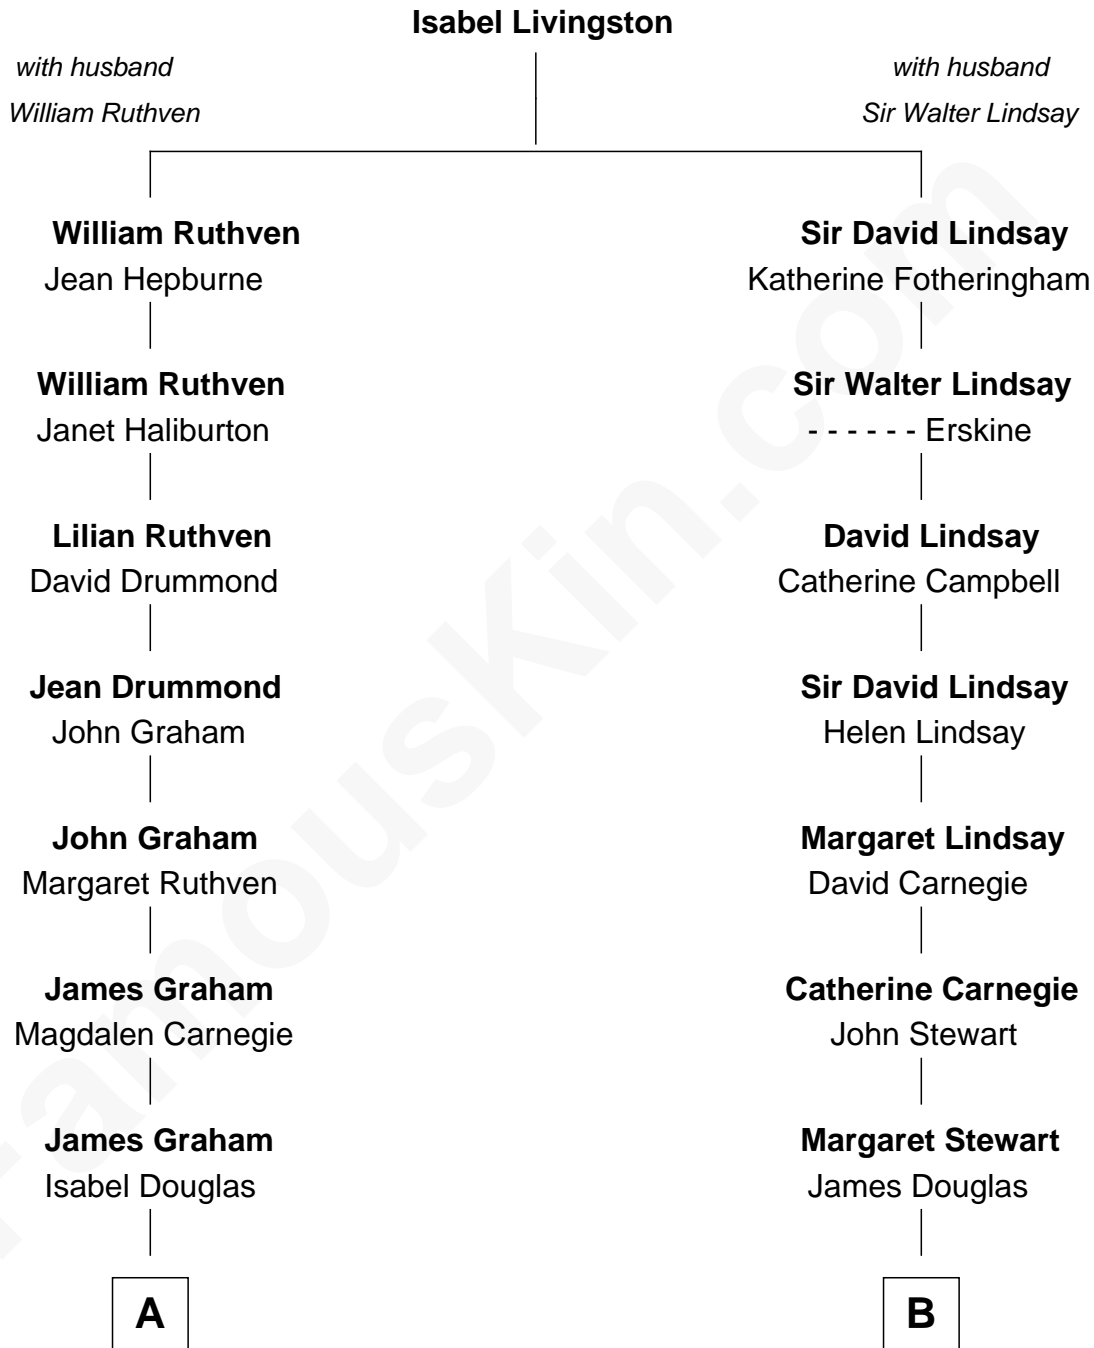 Isabel Livingston
with husband
William Ruthven
with husband
Sir Walter Lindsay
William Ruthven
Jean Hepburne
Sir David Lindsay
Katherine Fotheringham
William Ruthven
Janet Haliburton
Sir Walter Lindsay
- - - - - - Erskine
Lilian Ruthven
David Drummond
David Lindsay
Catherine Campbell
Jean Drummond
John Graham
Sir David Lindsay
Helen Lindsay
John Graham
Margaret Ruthven
Margaret Lindsay
David Carnegie
James Graham
Magdalen Carnegie
Catherine Carnegie
John Stewart
James Graham
Isabel Douglas
Margaret Stewart
James Douglas
A
B
FamousKin.com